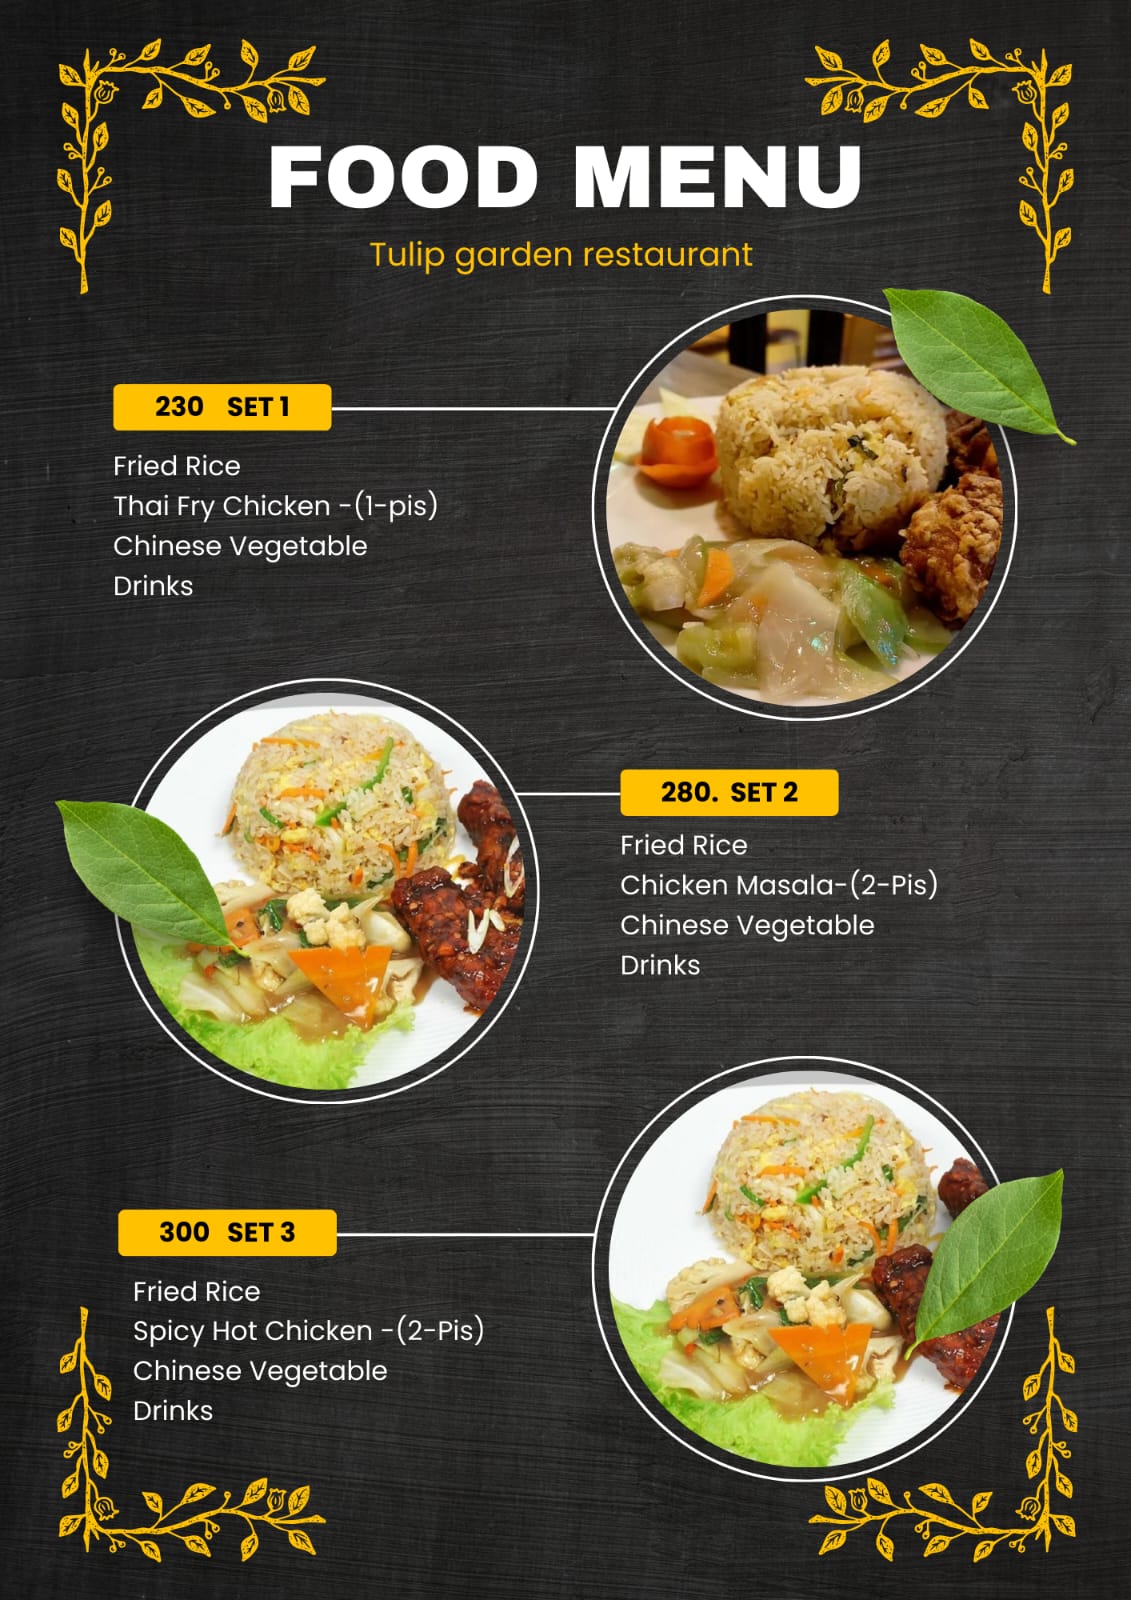 FOOD MENU
Tulip garden restaurant
230 SET 1
Fried Rice
Thai Fry Chicken -(1-pis)
Chinese Vegetable
Drinks
280. SET 2
Fried Rice
Chicken Masala-(2-Pis)
Chinese Vegetable
Drinks
300 SET 3
Fried Rice
Spicy Hot Chicken -(2-Pis)
Chinese Vegetable
Drinks